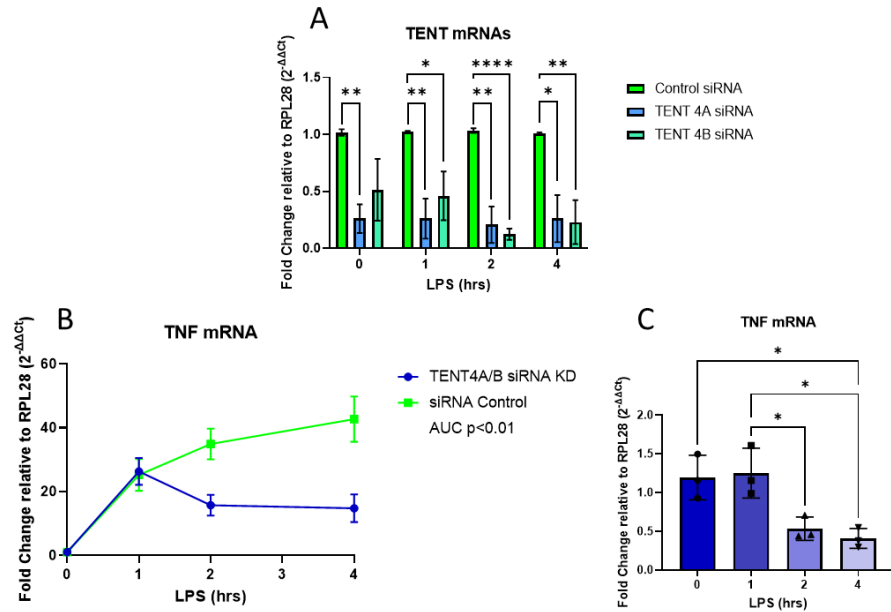 A
TENT mRNAs
Fold Change relative to RPL28 (2^-ΔΔCt)
1.5
1.0
0.5
0.0
**
**
*
**
****
*
**
0
1
2
4
LPS (hrs)
Control siRNA
TENT 4A siRNA
TENT 4B siRNA
B
TNF mRNA
Fold Change relative to RPL28 (2^-ΔΔCt)
60
40
20
0
0
1
2
3
4
LPS (hrs)
TENT4A/B siRNA KD
siRNA Control
AUC p<0.01
C
TNF mRNA
Fold Change relative to RPL28 (2^-ΔΔCt)
2.0
1.5
1.0
0.5
0.0
*
*
*
0
1
2
4
LPS (hrs)